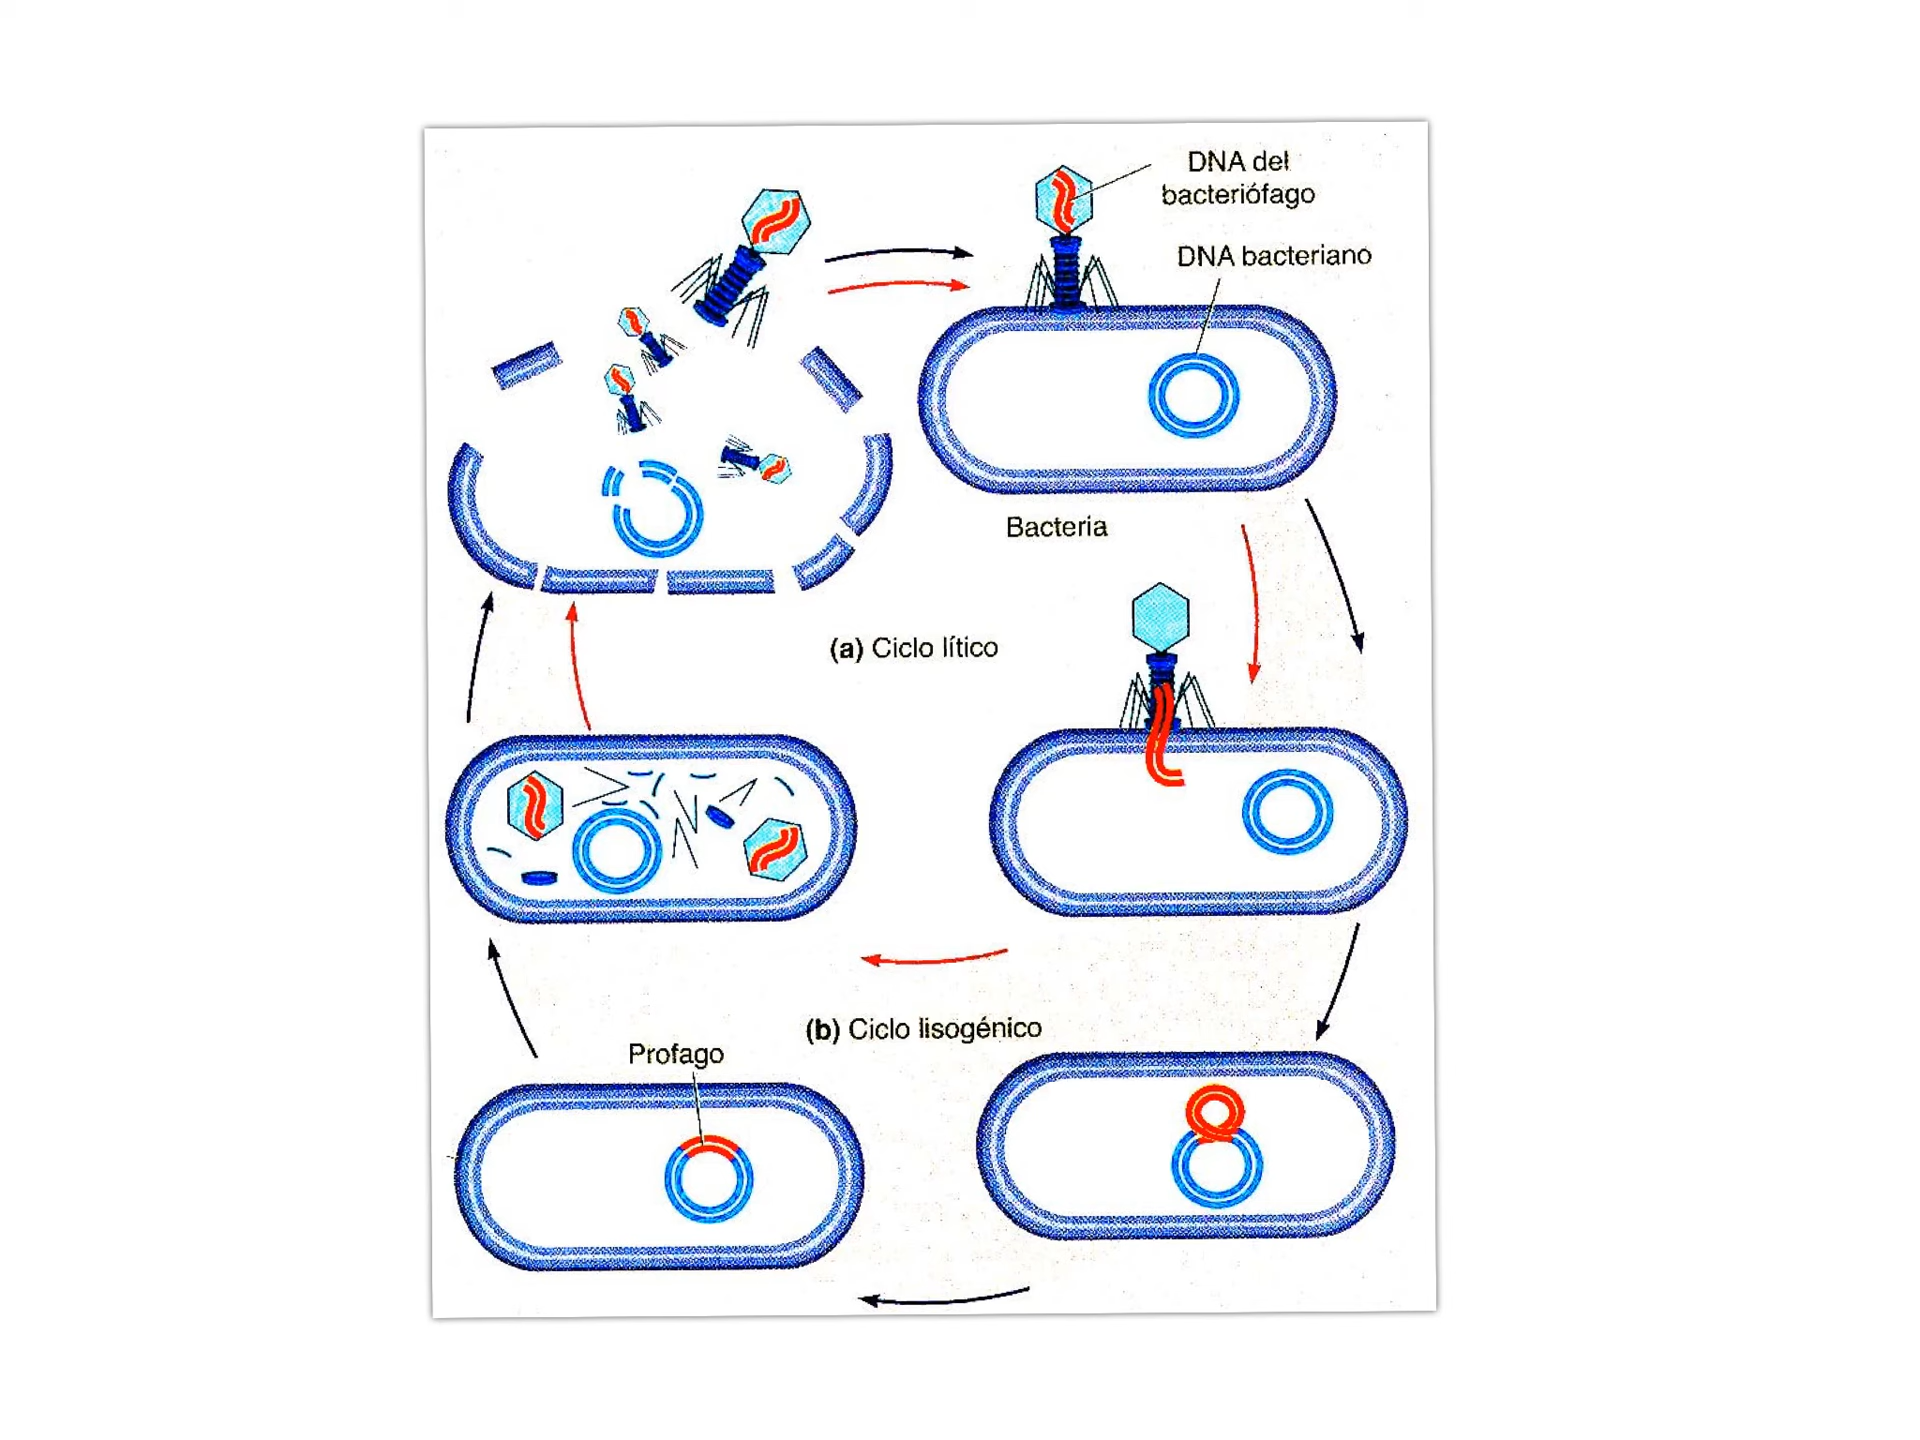 DNA del
bacteriófago
DNA bacteriano
Bacteria
(a) Ciclo lítico
(b) Ciclo lisogénico
Profago